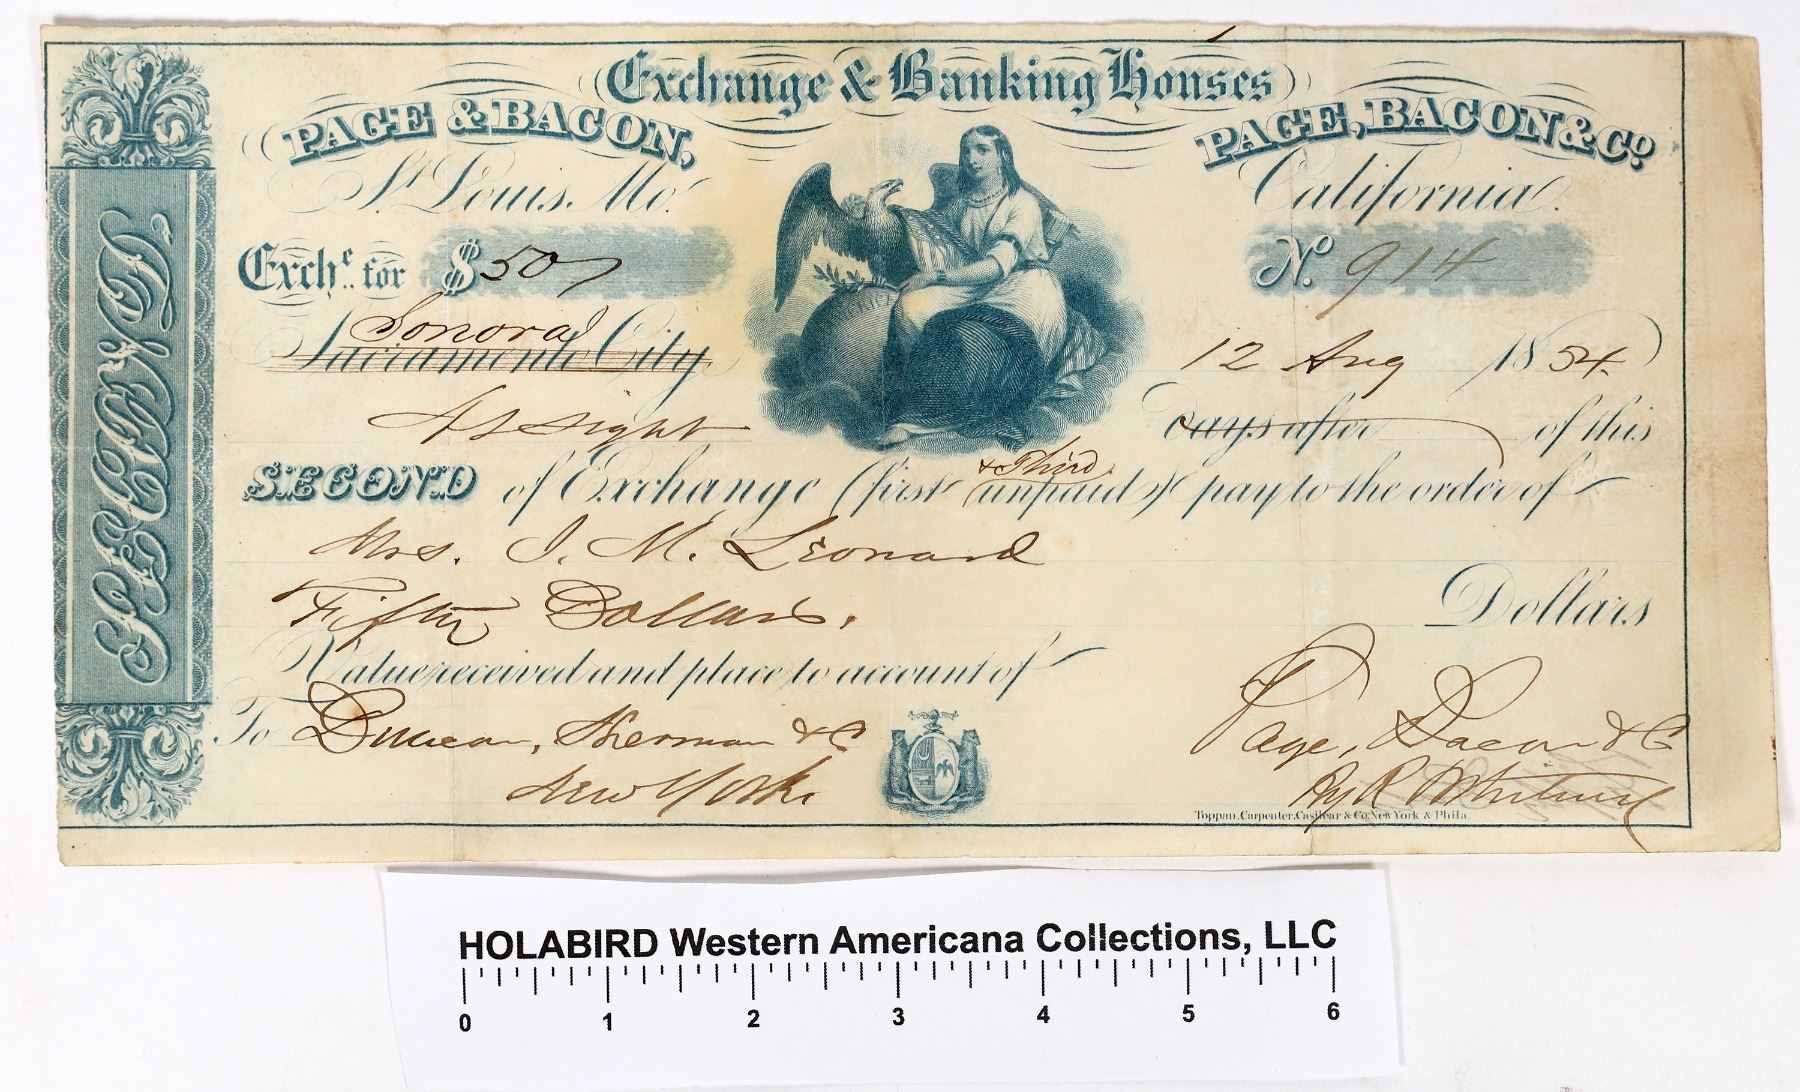 Exchange & Banking Houses
PAGE & BACON,
St. Louis, Mo.
PAGE, BACON & Co.
California.
Exche. for $ 50
No. 914
Sonora
Sacramento City
12 Aug 1854.
At sight
days after of this
& Third
SECOND of Exchange (first unpaid) pay to the order of
Mrs. J. M. Leonard
Fifty Dollars.
Dollars
Value received and place to account of
To Duncan, Sherman & Co
New York
Page, Bacon & Co
By R
Toppan, Carpenter, Casilear & Co. New York & Phila.
SECOND
HOLABIRD Western Americana Collections, LLC
0 1 2 3 4 5 6